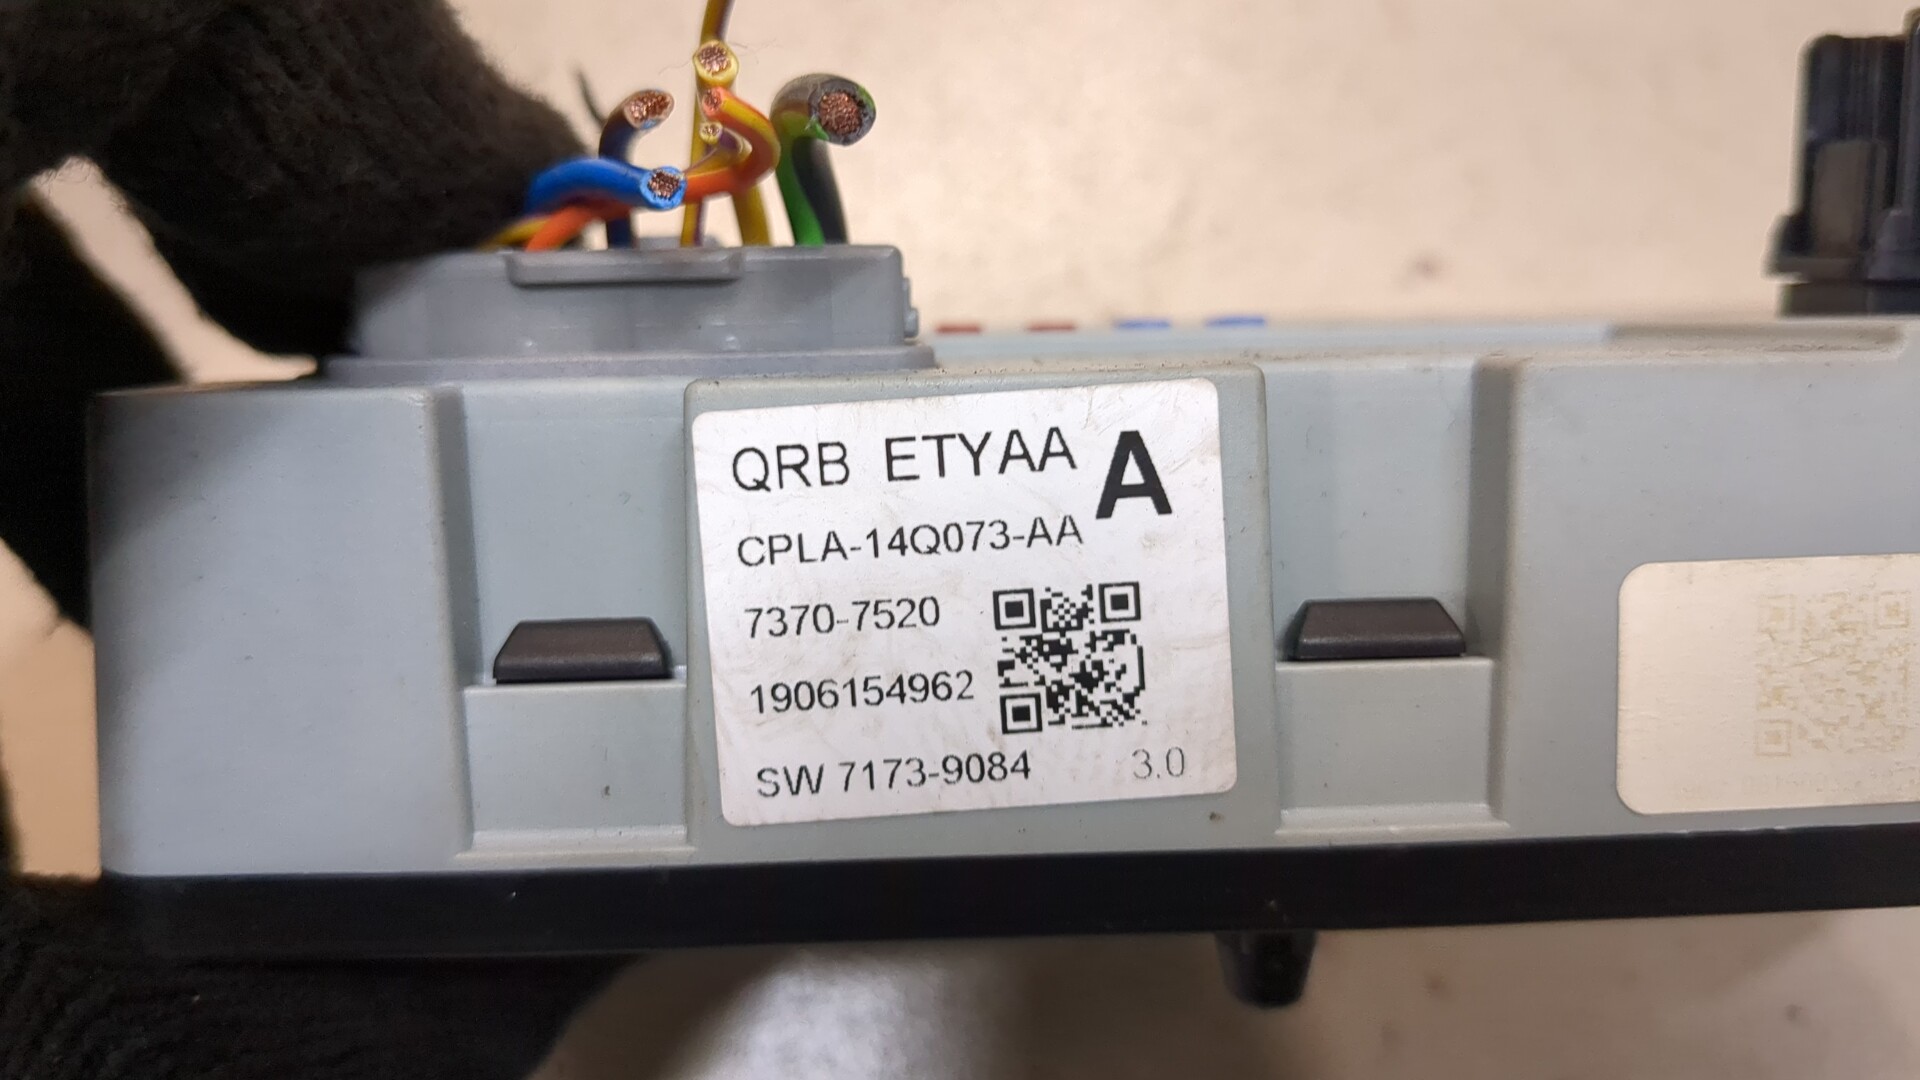 QRB ETYAA A
CPLA-14Q073-AA
7370-7520
1906154962
SW 7173-9084 3.0